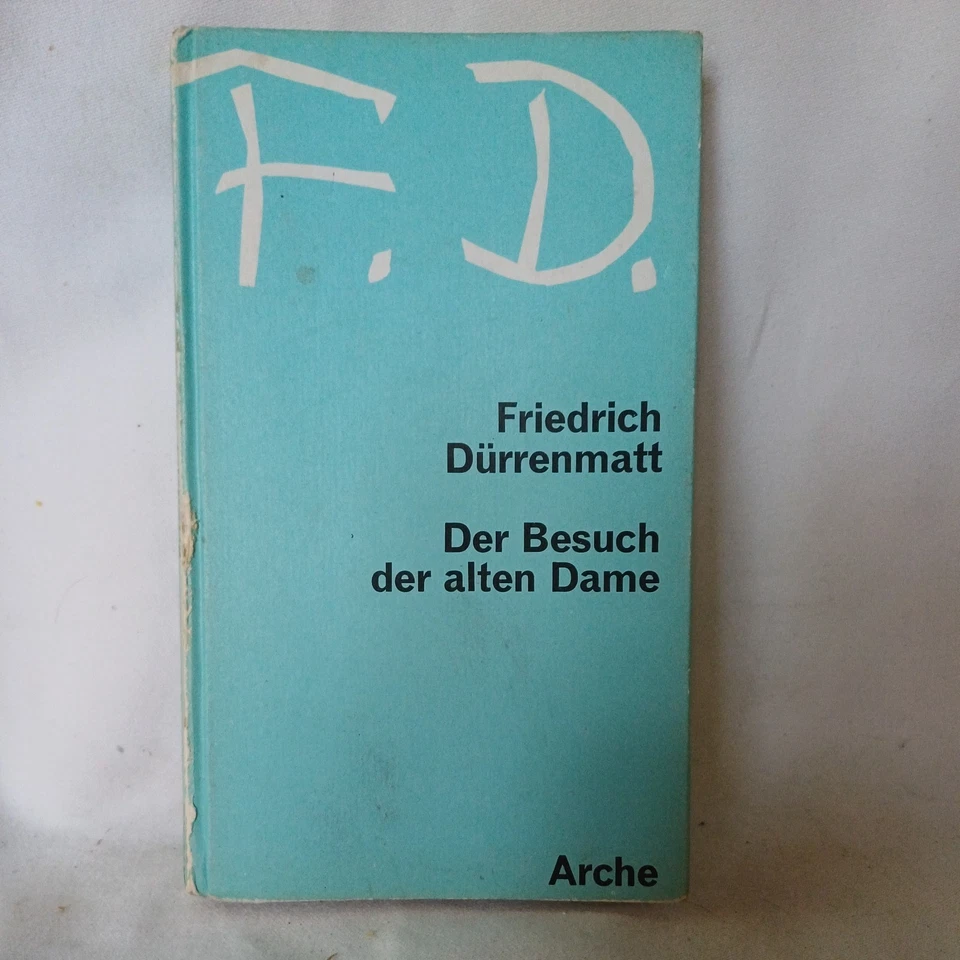 F. D.
Friedrich
Dürrenmatt
Der Besuch
der alten Dame
Arche